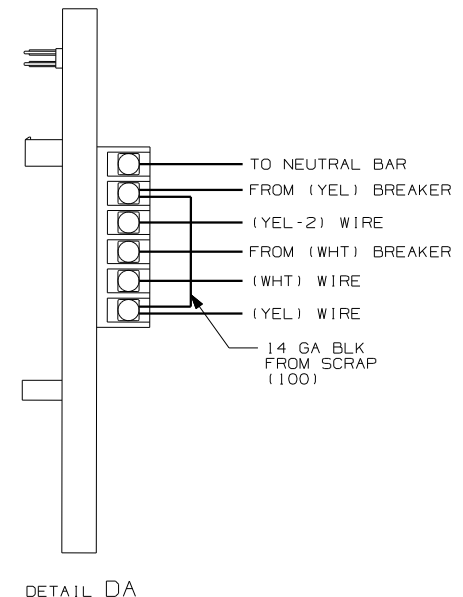 TO NEUTRAL BAR
FROM (YEL) BREAKER
(YEL-2) WIRE
FROM (WHT) BREAKER
(WHT) WIRE
(YEL) WIRE
14 GA BLK
FROM SCRAP
(100)
DETAIL DA